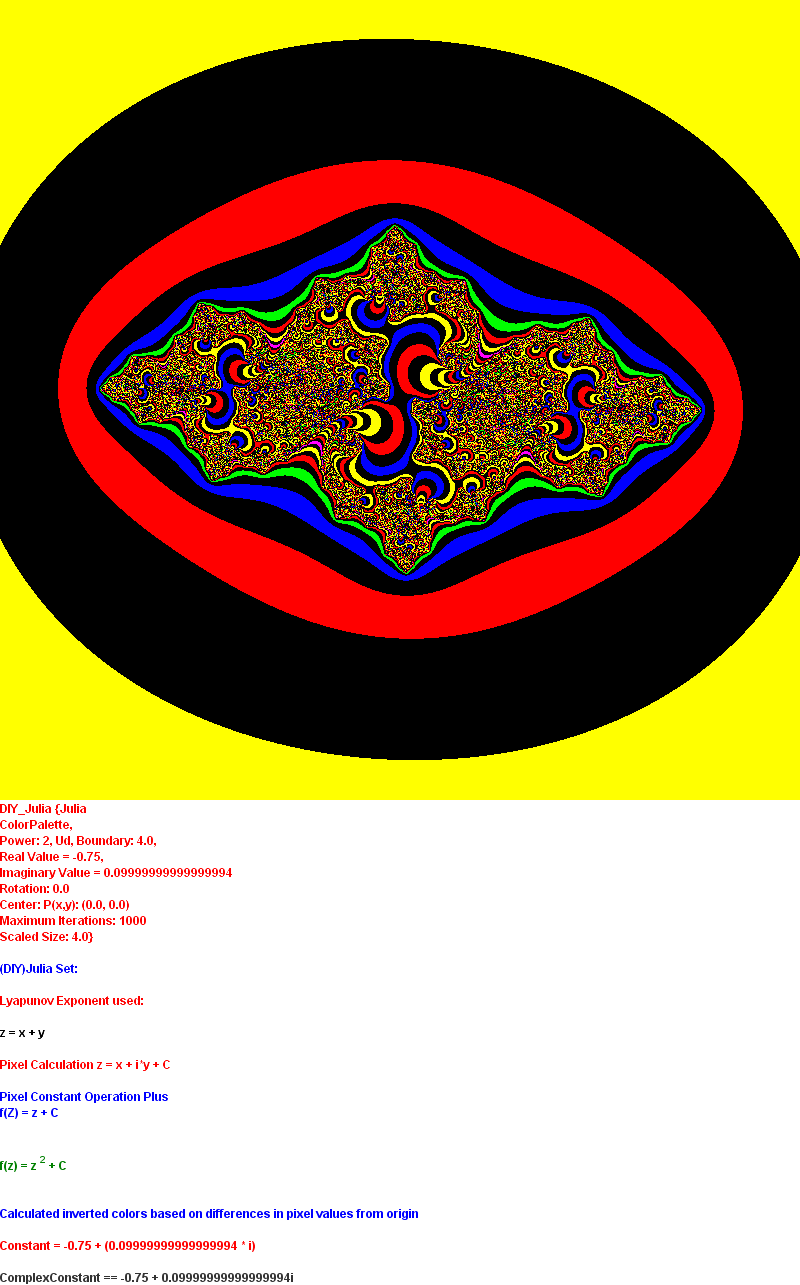 DIY_Julia {Julia
ColorPalette,
Power: 2, Ud, Boundary: 4.0,
Real Value = -0.75,
Imaginary Value = 0.09999999999999994
Rotation: 0.0
Center: P(x,y): (0.0, 0.0)
Maximum Iterations: 1000
Scaled Size: 4.0}
(DIY)Julia Set:
Lyapunov Exponent used:
z = x + y
Pixel Calculation z = x + i*y + C
Pixel Constant Operation Plus
f(Z) = z + C
f(z) = z 2 + C
Calculated inverted colors based on differences in pixel values from origin
Constant = -0.75 + (0.09999999999999994 * i)
ComplexConstant == -0.75 + 0.09999999999999994i